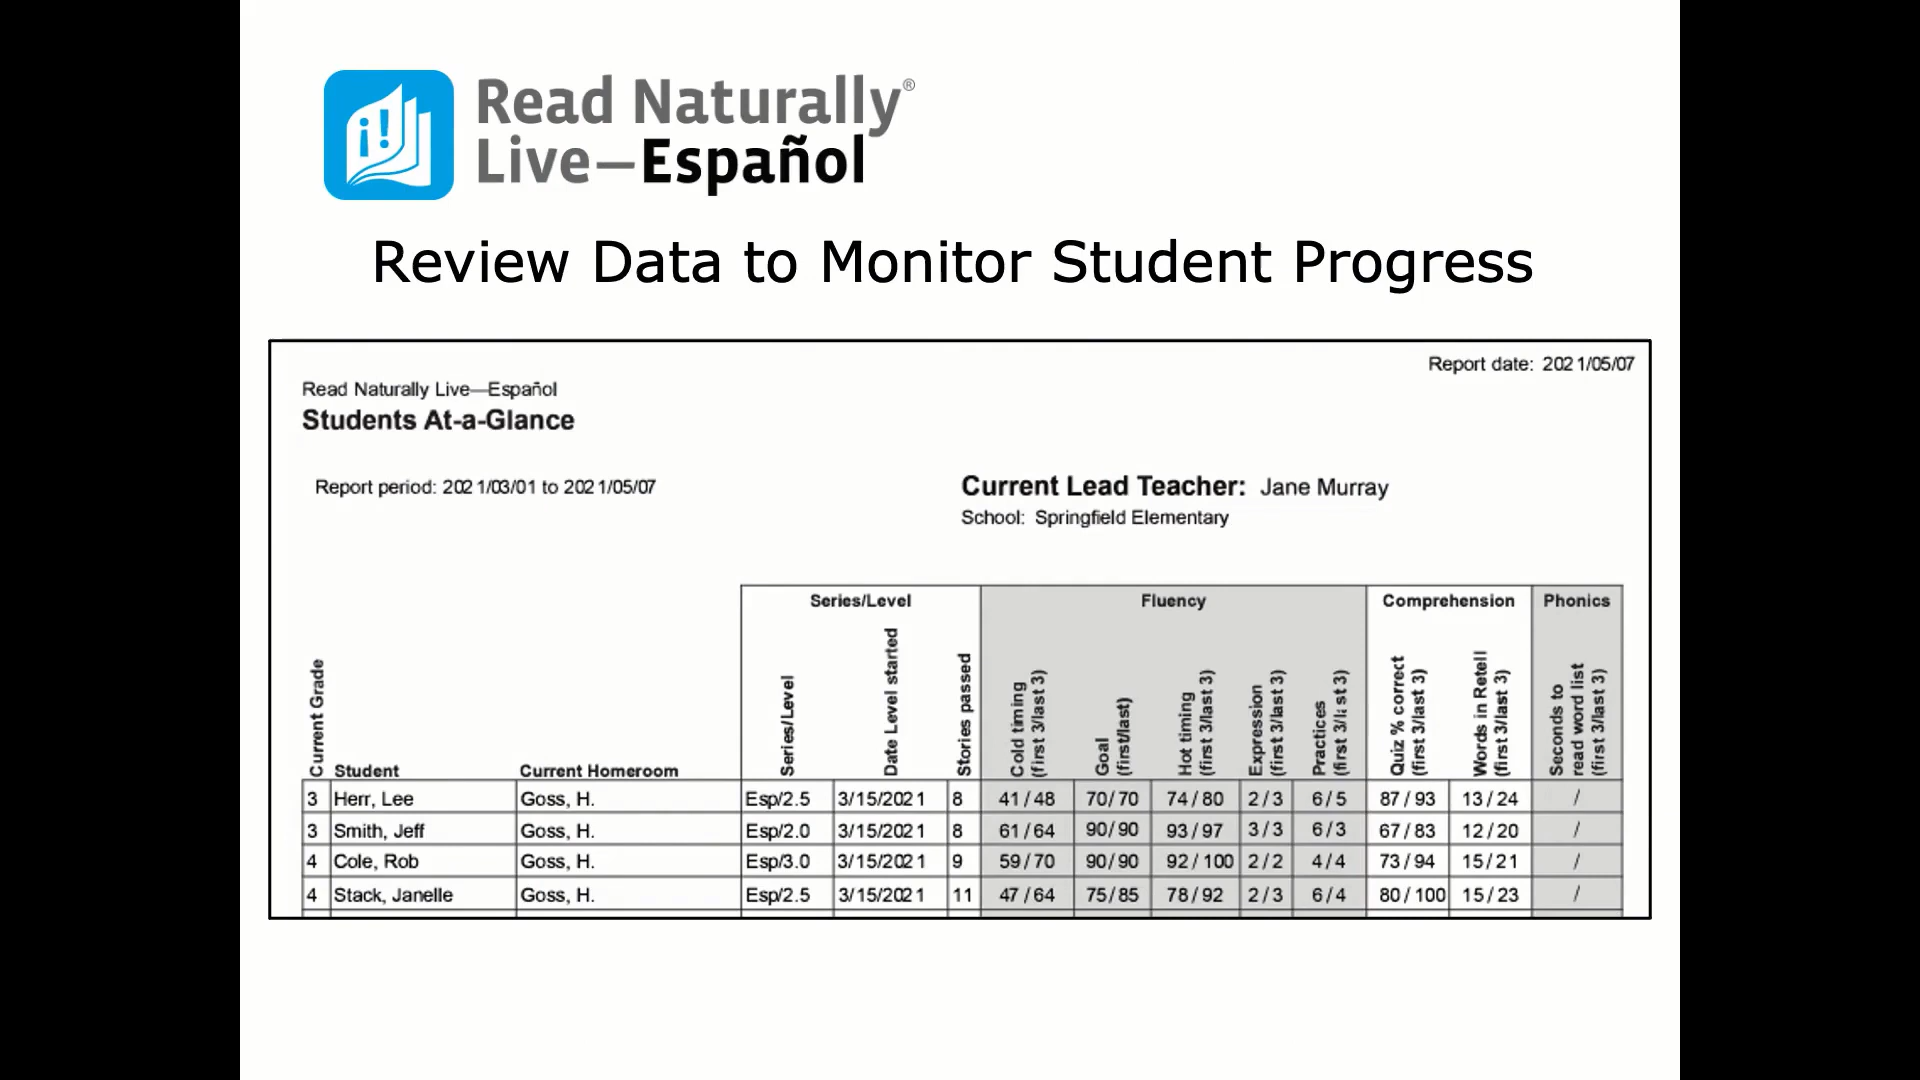 ¡!
Read Naturally®
Live—Español
Review Data to Monitor Student Progress
Report date: 2021/05/07
Read Naturally Live—Español
Students At-a-Glance
Report period: 2021/03/01 to 2021/05/07
Current Lead Teacher: Jane Murray
School: Springfield Elementary
Series/Level Fluency Comprehension Phonics
Current Grade
Student
Current Homeroom
Series/Level
Date Level started
Stories passed
Cold timing
(first 3/last 3)
Goal
(first/last)
Hot timing
(first 3/last 3)
Expression
(first 3/last 3)
Practices
(first 3/last 3)
Quiz % correct
(first 3/last 3)
Words in Retell
(first 3/last 3)
Seconds to
read word list
(first 3/last 3)
3 Herr, Lee Goss, H. Esp/2.5 3/15/2021 8 41/48 70/70 74/80 2/3 6/5 87/93 13/24 /
3 Smith, Jeff Goss, H. Esp/2.0 3/15/2021 8 61/64 90/90 93/97 3/3 6/3 67/83 12/20 /
4 Cole, Rob Goss, H. Esp/3.0 3/15/2021 9 59/70 90/90 92/100 2/2 4/4 73/94 15/21 /
4 Stack, Janelle Goss, H. Esp/2.5 3/15/2021 11 47/64 75/85 78/92 2/3 6/4 80/100 15/23 /